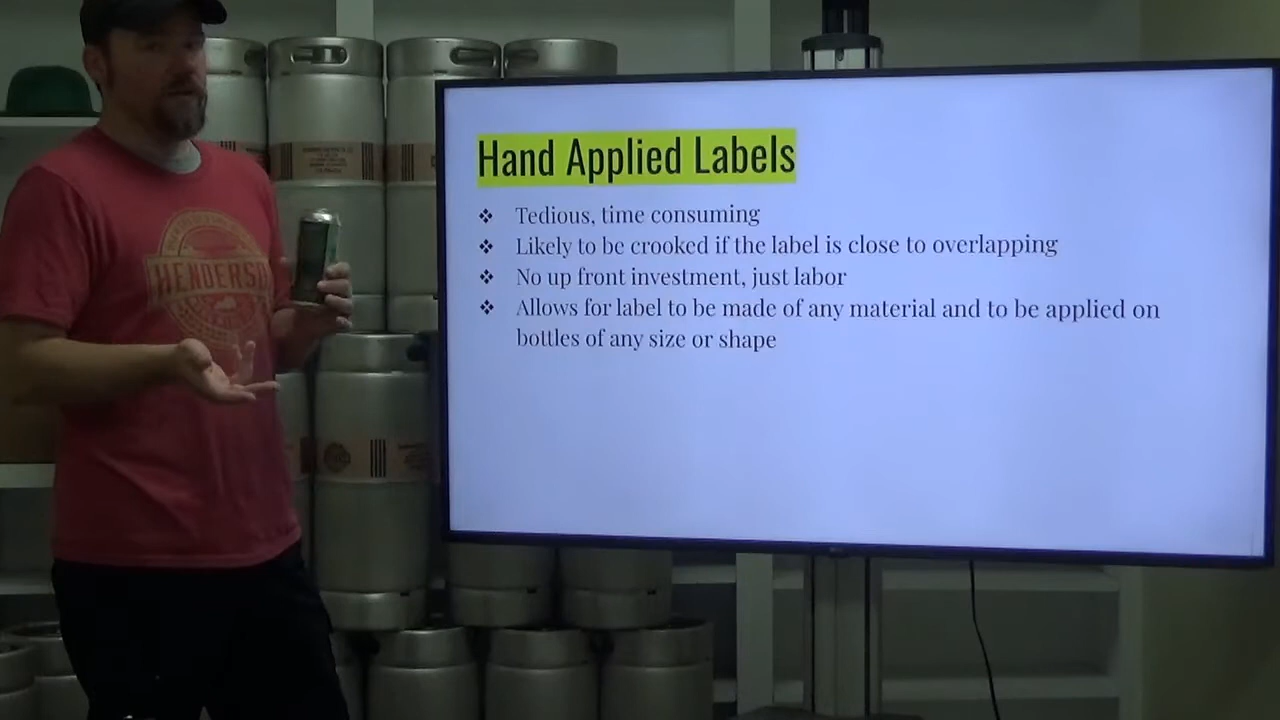 Hand Applied Labels
❖ Tedious, time consuming
❖ Likely to be crooked if the label is close to overlapping
❖ No up front investment, just labor
❖ Allows for label to be made of any material and to be applied on
bottles of any size or shape